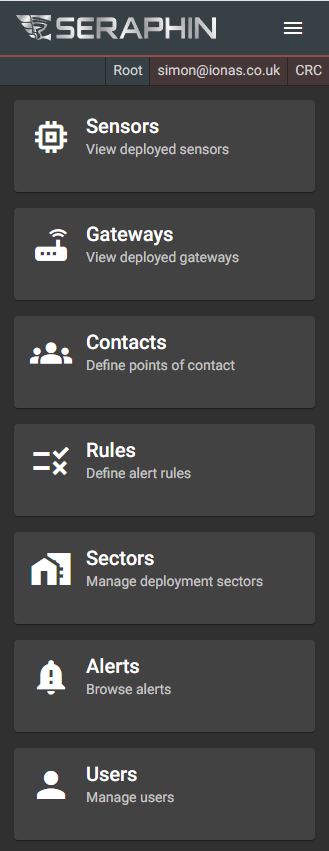 SERAPHIN
Root simon@ionas.co.uk CRC
Sensors
View deployed sensors
Gateways
View deployed gateways
Contacts
Define points of contact
Rules
Define alert rules
Sectors
Manage deployment sectors
Alerts
Browse alerts
Users
Manage users